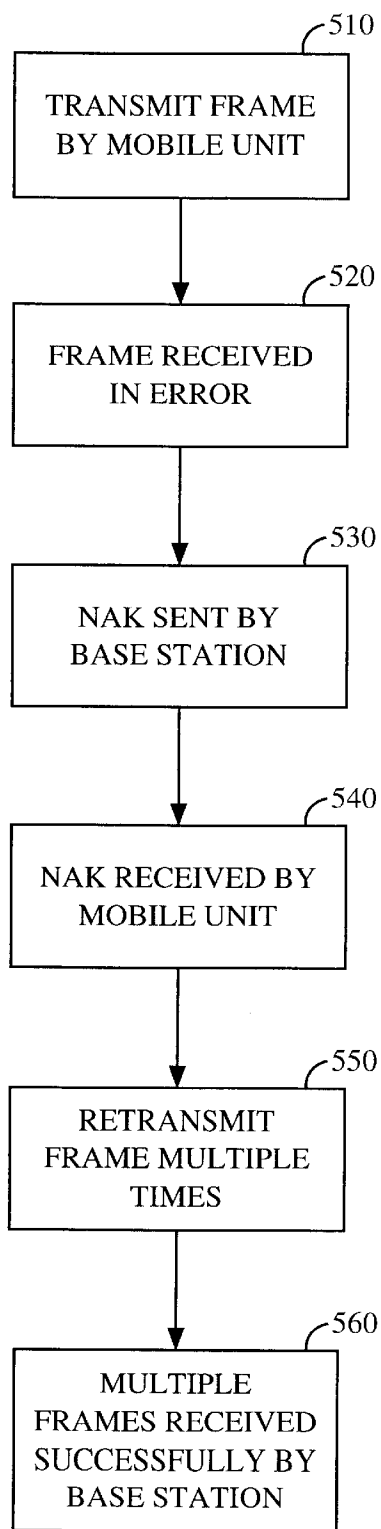 510
TRANSMIT FRAME
BY MOBILE UNIT
520
FRAME RECEIVED
IN ERROR
530
NAK SENT BY
BASE STATION
540
NAK RECEIVED BY
MOBILE UNIT
550
RETRANSMIT
FRAME MULTIPLE
TIMES
560
MULTIPLE
FRAMES RECEIVED
SUCCESSFULLY BY
BASE STATION